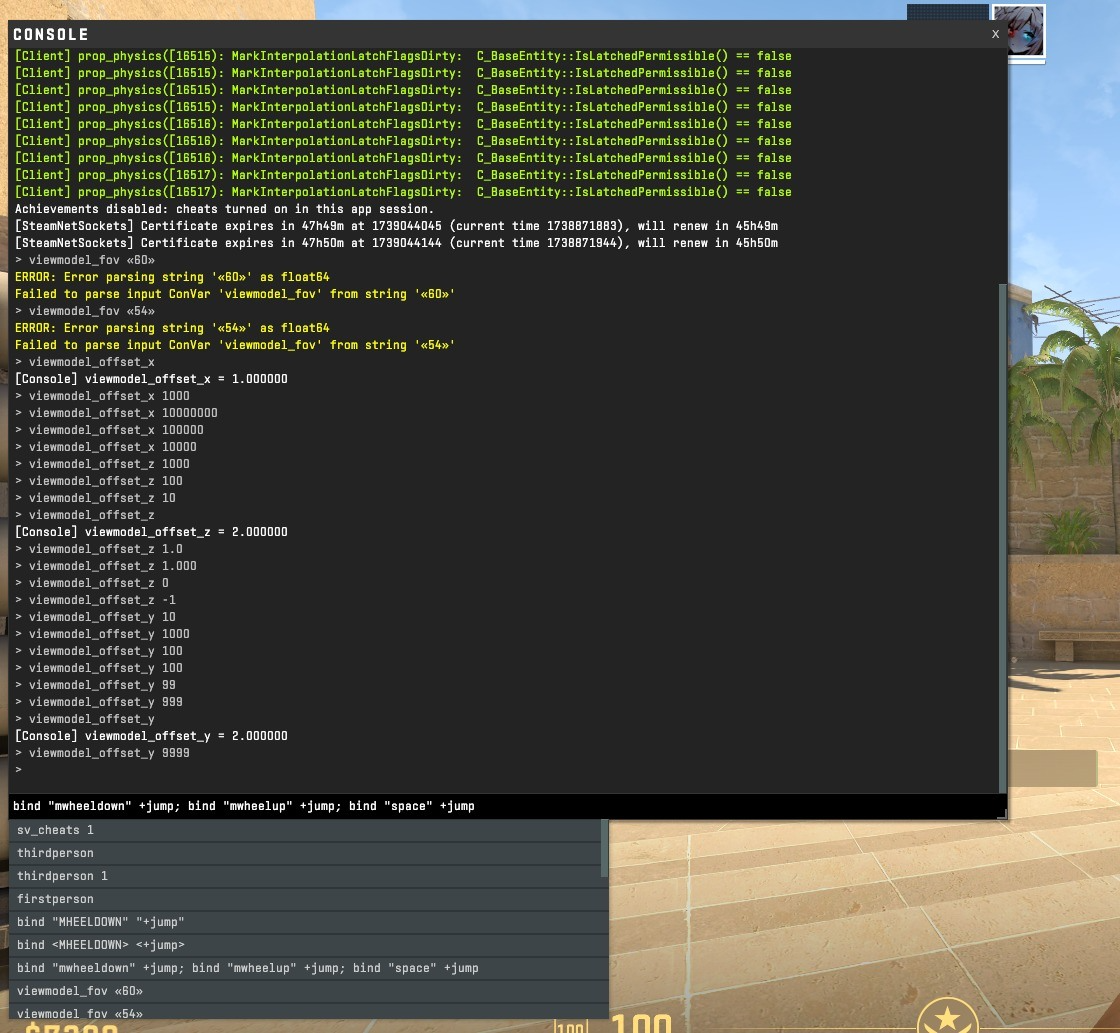 CONSOLE
X
[Client] prop_physics([16515): MarkInterpolationLatchFlagsDirty:  C_BaseEntity::IsLatchedPermissible() == false
[Client] prop_physics([16515): MarkInterpolationLatchFlagsDirty:  C_BaseEntity::IsLatchedPermissible() == false
[Client] prop_physics([16515): MarkInterpolationLatchFlagsDirty:  C_BaseEntity::IsLatchedPermissible() == false
[Client] prop_physics([16515): MarkInterpolationLatchFlagsDirty:  C_BaseEntity::IsLatchedPermissible() == false
[Client] prop_physics([16516): MarkInterpolationLatchFlagsDirty:  C_BaseEntity::IsLatchedPermissible() == false
[Client] prop_physics([16516): MarkInterpolationLatchFlagsDirty:  C_BaseEntity::IsLatchedPermissible() == false
[Client] prop_physics([16516): MarkInterpolationLatchFlagsDirty:  C_BaseEntity::IsLatchedPermissible() == false
[Client] prop_physics([16517): MarkInterpolationLatchFlagsDirty:  C_BaseEntity::IsLatchedPermissible() == false
[Client] prop_physics([16517): MarkInterpolationLatchFlagsDirty:  C_BaseEntity::IsLatchedPermissible() == false
Achievements disabled: cheats turned on in this app session.
[SteamNetSockets] Certificate expires in 47h49m at 1739044045 (current time 1738871883), will renew in 45h49m
[SteamNetSockets] Certificate expires in 47h50m at 1739044144 (current time 1738871944), will renew in 45h50m
> viewmodel_fov «60»
ERROR: Error parsing string '«60»' as float64
Failed to parse input ConVar 'viewmodel_fov' from string '«60»'
> viewmodel_fov «54»
ERROR: Error parsing string '«54»' as float64
Failed to parse input ConVar 'viewmodel_fov' from string '«54»'
> viewmodel_offset_x
[Console] viewmodel_offset_x = 1.000000
> viewmodel_offset_x 1000
> viewmodel_offset_x 10000000
> viewmodel_offset_x 100000
> viewmodel_offset_x 10000
> viewmodel_offset_z 1000
> viewmodel_offset_z 100
> viewmodel_offset_z 10
> viewmodel_offset_z
[Console] viewmodel_offset_z = 2.000000
> viewmodel_offset_z 1.0
> viewmodel_offset_z 1.000
> viewmodel_offset_z 0
> viewmodel_offset_z -1
> viewmodel_offset_y 10
> viewmodel_offset_y 1000
> viewmodel_offset_y 100
> viewmodel_offset_y 100
> viewmodel_offset_y 99
> viewmodel_offset_y 999
> viewmodel_offset_y
[Console] viewmodel_offset_y = 2.000000
> viewmodel_offset_y 9999
>
bind "mwheeldown" +jump; bind "mwheelup" +jump; bind "space" +jump
sv_cheats 1
thirdperson
thirdperson 1
firstperson
bind "MHEELDOWN" "+jump"
bind <MHEELDOWN> <+jump>
bind "mwheeldown" +jump; bind "mwheelup" +jump; bind "space" +jump
viewmodel_fov «60»
viewmodel_fov «54»
100
100